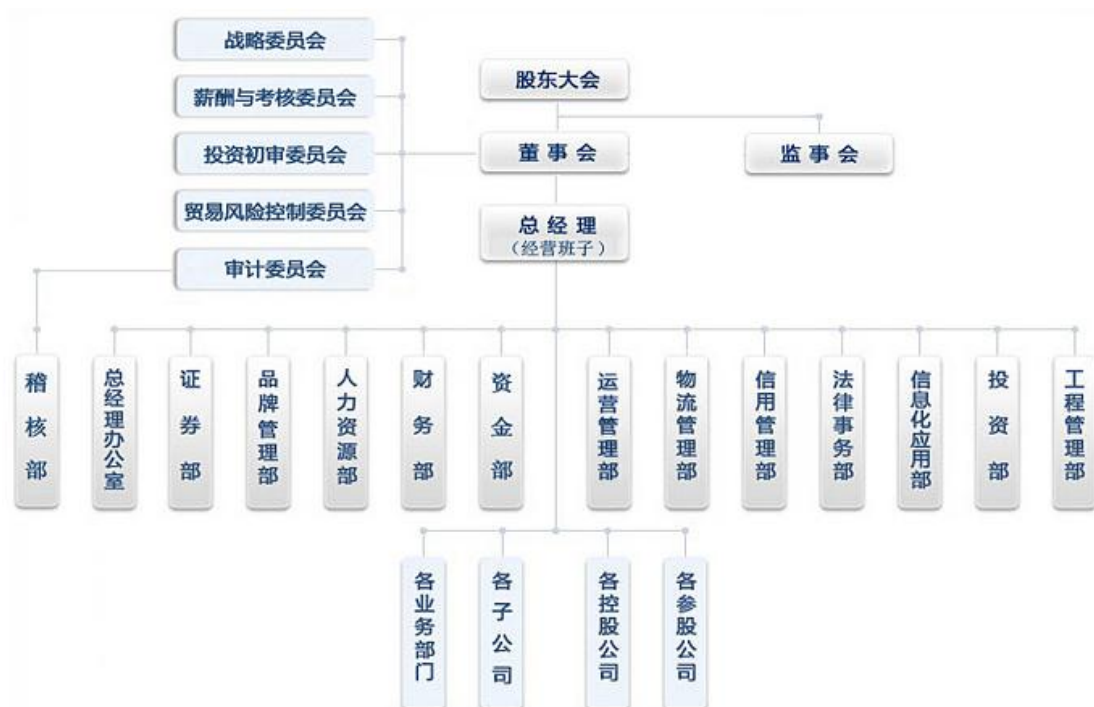 战略委员会
股东大会
薪酬与考核委员会
投资初审委员会
董事会
监事会
贸易风险控制委员会
总经理
（经营班子）
审计委员会
稽核部
总经理办公室
证券部
品牌管理部
人力资源部
财务部
资金部
运营管理部
物流管理部
信用管理部
法律事务部
信息化应用部
投资部
工程管理部
各业务部门
各子公司
各控股公司
各参股公司